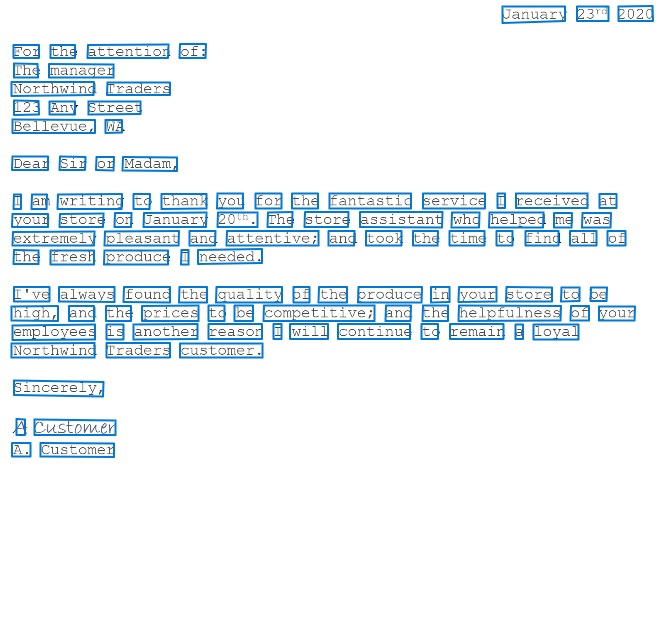 January 23rd 2020
For the attention of:
The manager
Northwind Traders
123 Any Street
Bellevue, WA
Dear Sir or Madam,
I am writing to thank you for the fantastic service I received at
your store on January 20th. The store assistant who helped me was
extremely pleasant and attentive; and took the time to find all of
the fresh produce I needed.
I've always found the quality of the produce in your store to be
high, and the prices to be competitive; and the helpfulness of your
employees is another reason I will continue to remain a loyal
Northwind Traders customer.
Sincerely,
A Customer
A. Customer